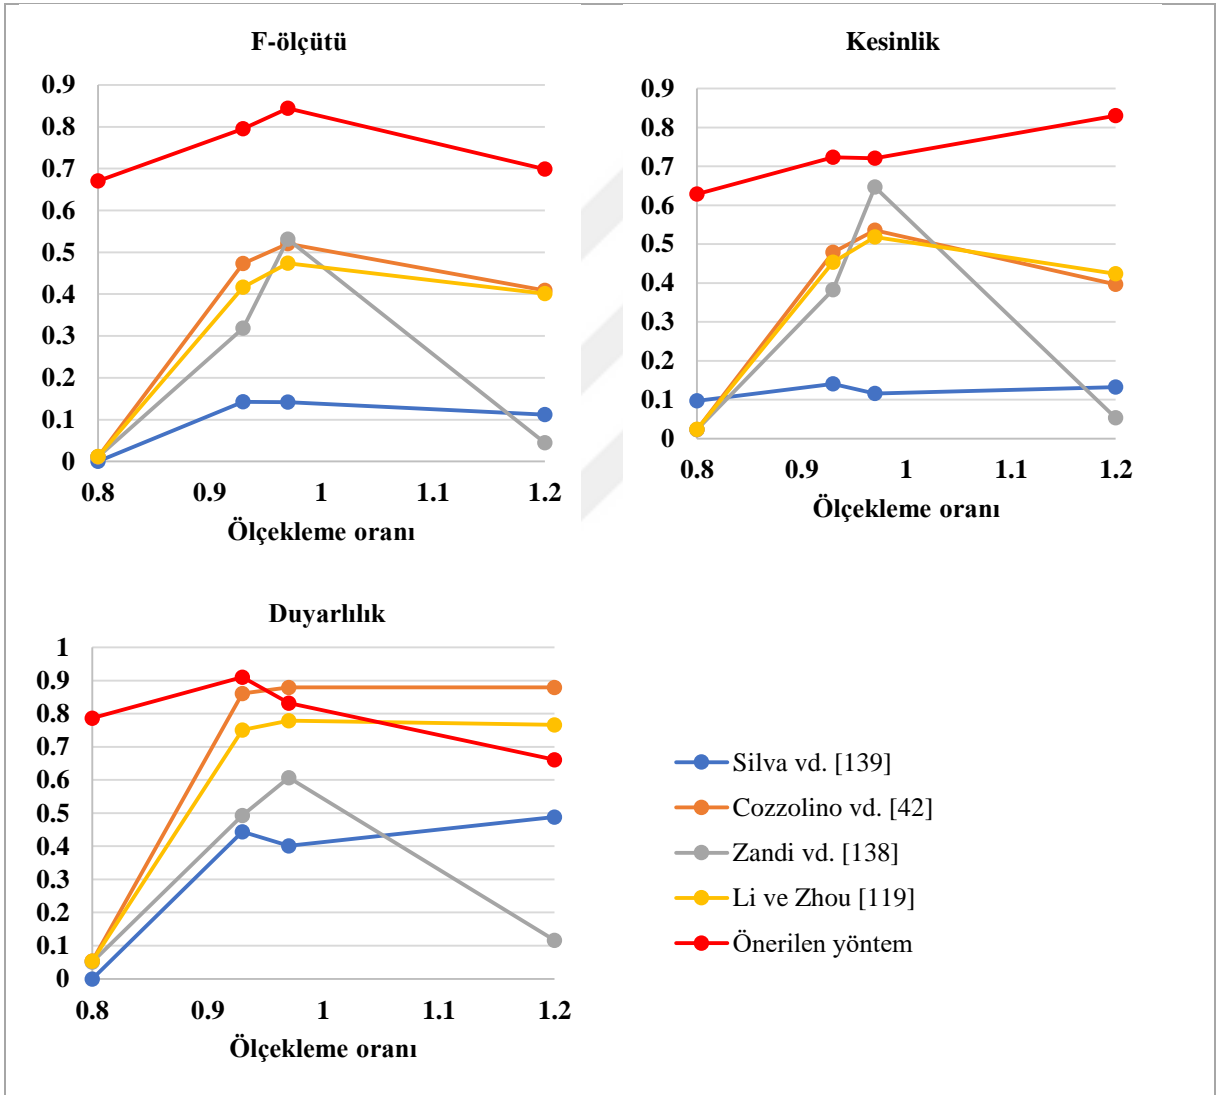 F-ölçütü
0.9
0.8
0.7
0.6
0.5
0.4
0.3
0.2
0.1
0
0.8 0.9 1 1.1 1.2
Ölçekleme oranı
Kesinlik
0.9
0.8
0.7
0.6
0.5
0.4
0.3
0.2
0.1
0
0.8 0.9 1 1.1 1.2
Ölçekleme oranı
Duyarlılık
1
0.9
0.8
0.7
0.6
0.5
0.4
0.3
0.2
0.1
0
0.8 0.9 1 1.1 1.2
Ölçekleme oranı
Silva vd. [139]
Cozzolino vd. [42]
Zandi vd. [138]
Li ve Zhou [119]
Önerilen yöntem